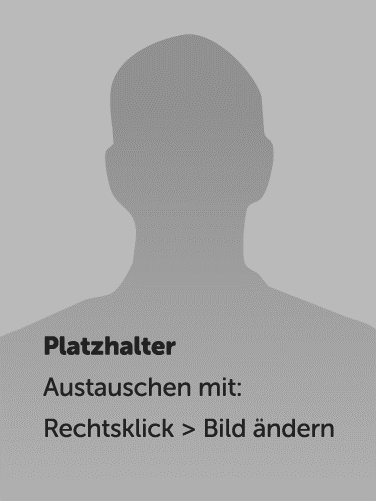 Platzhalter
Austauschen mit:
Rechtsklick > Bild ändern